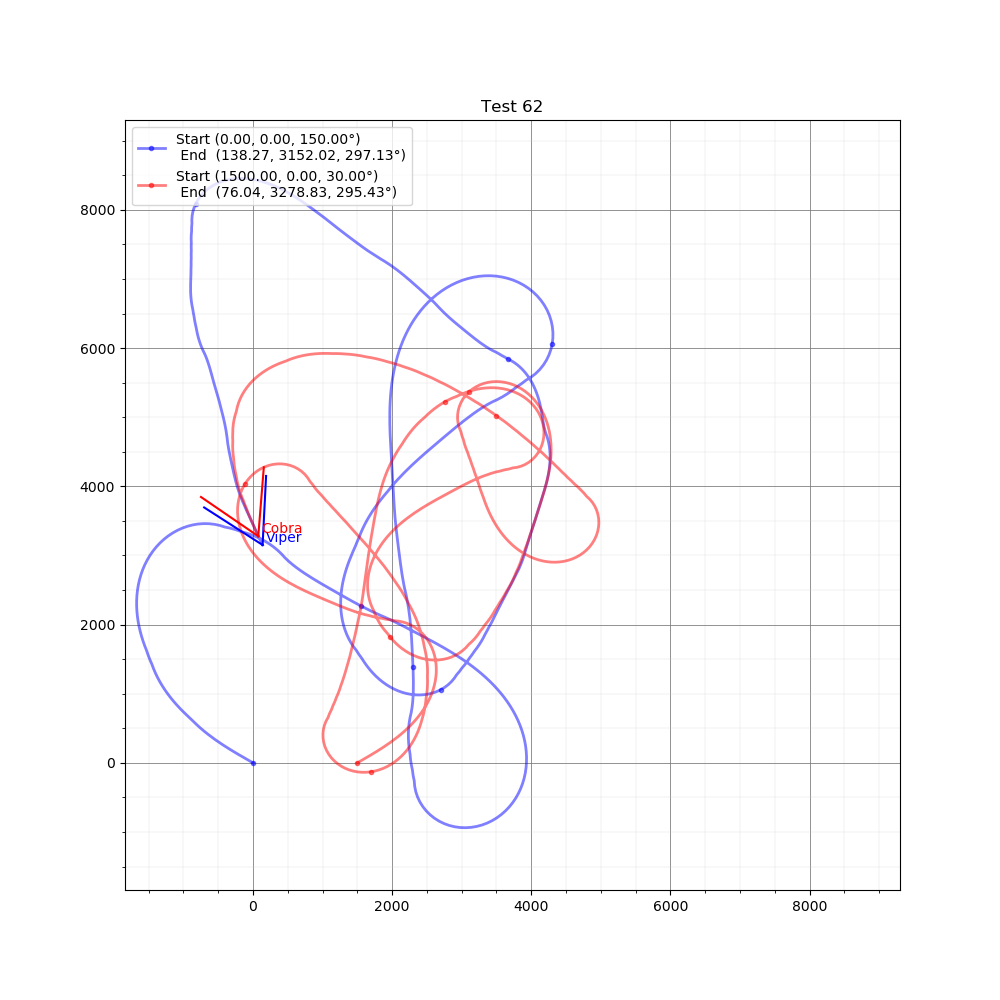 Test 62
Start (0.00, 0.00, 150.00°)
End (138.27, 3152.02, 297.13°)
Start (1500.00, 0.00, 30.00°)
End (76.04, 3278.83, 295.43°)
8000
6000
4000
2000
0
Cobra
Viper
0
2000
4000
6000
8000